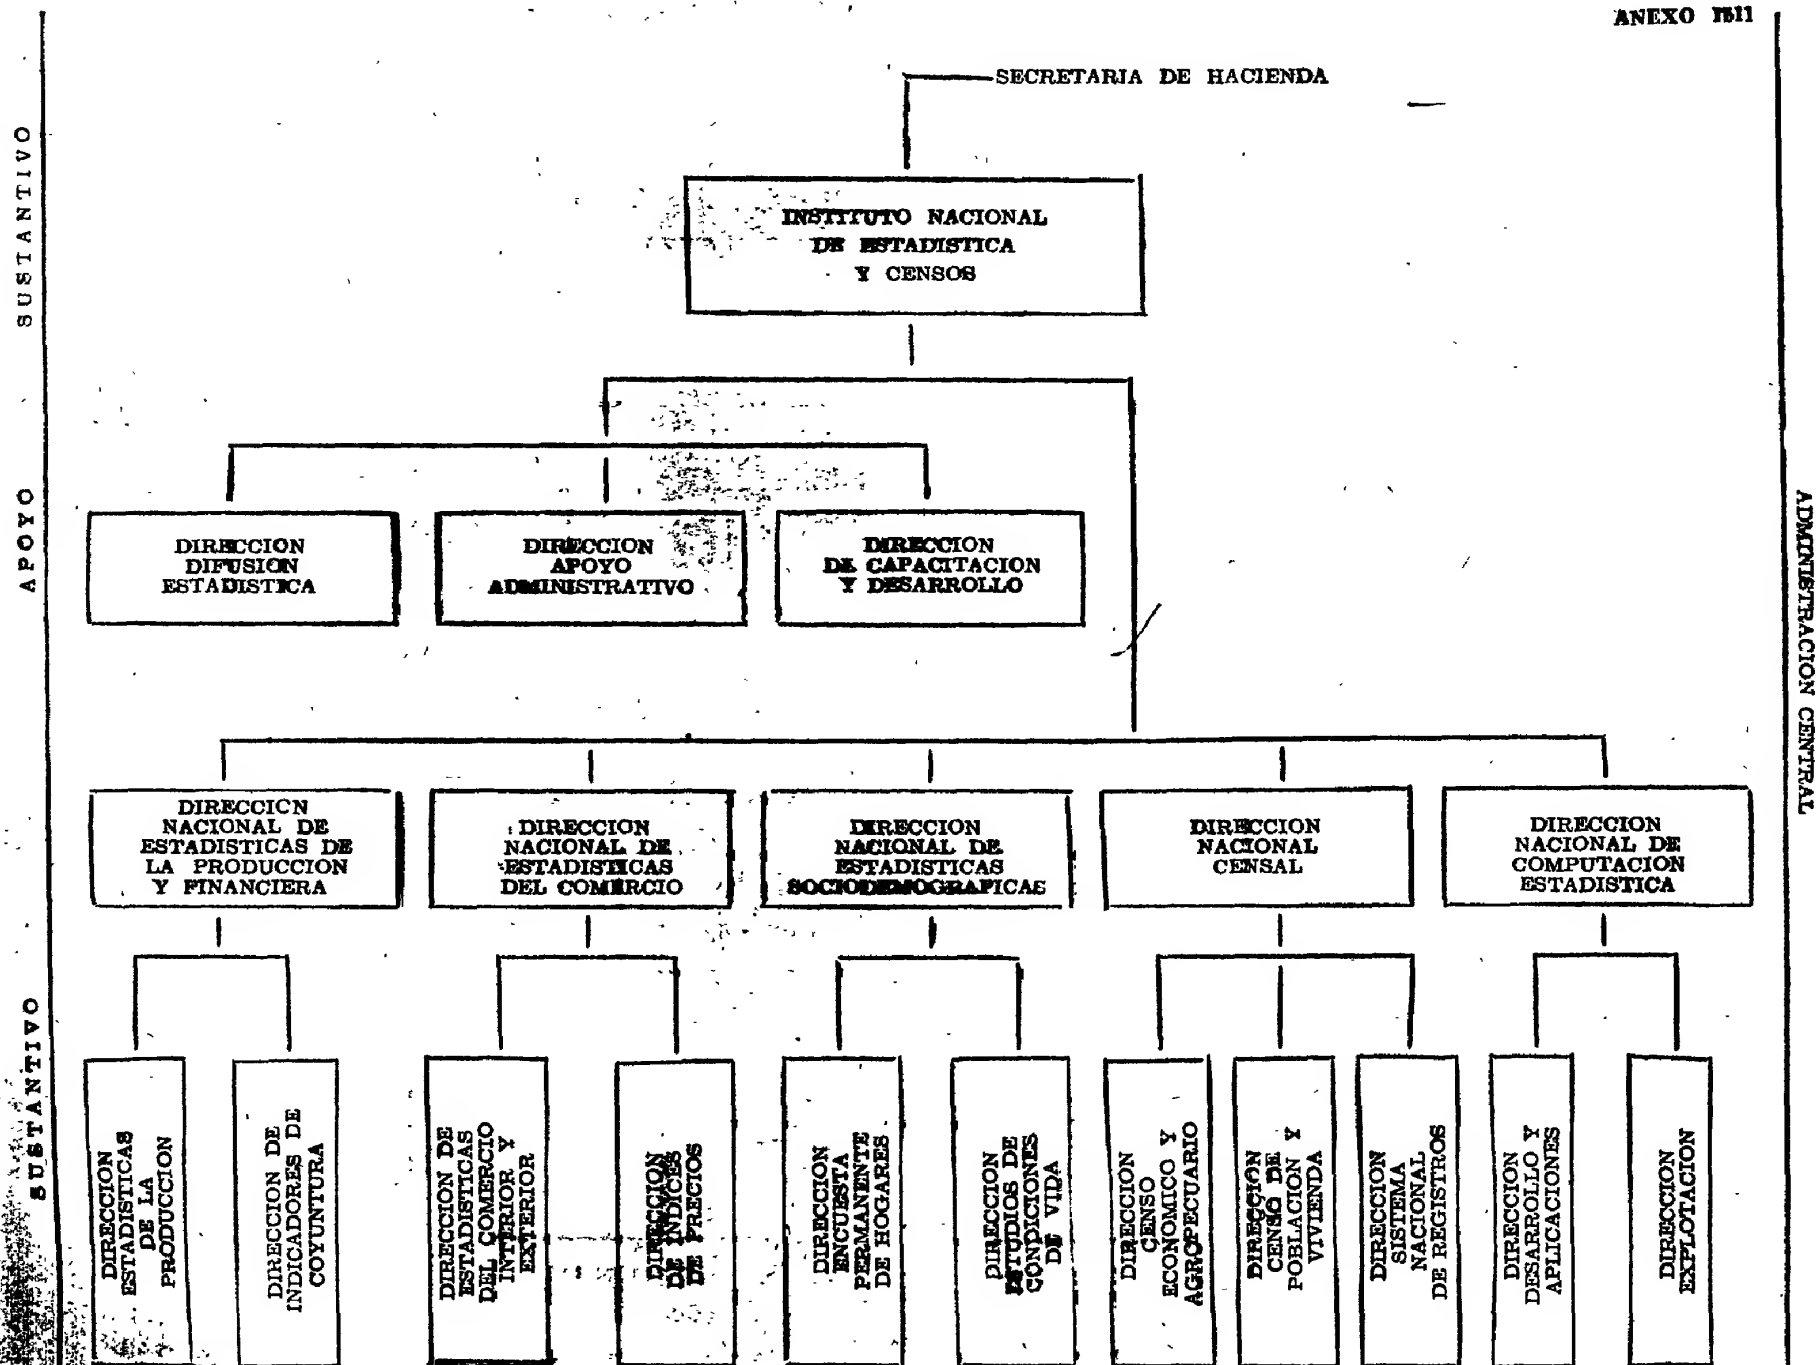 ANEXO
SECRETARIA DE HACIENDA
SUSTANTIVO
INSTITUTO NACIONAL
DE ESTADISTICA
Y CENSOS
APOYO
DIRECCION
DIFUSION
ESTADISTICA
DIRECCION
APOYO
ADMINISTRATIVO
DIRECCION
DE CAPACITACION
Y DESARROLLO
ADMINISTRACION CENTRAL
DIRECCION
NACIONAL DE
ESTADISTICAS DE
LA PRODUCCION
Y FINANCIERA
DIRECCION
NACIONAL DE
ESTADISTICAS
DEL COMERCIO
DIRECCION
NACIONAL DE
ESTADISTICAS
SOCIODEMOGRAFICAS
DIRECCION
NACIONAL
CENSAL
DIRECCION
NACIONAL DE
COMPUTACION
ESTADISTICA
SUSTANTIVO
DIRECCION
ESTADISTICAS
DE LA
PRODUCCION
DIRECCION DE
INDICADORES DE
COYUNTURA
DIRECCION DE
ESTADISTICAS
DEL COMERCIO
INTERIOR Y
EXTERIOR
DIRECCION
DE INDICES
DE PRECIOS
DIRECCION
ENCUESTA
PERMANENTE
DE HOGARES
DIRECCION
ESTUDIOS DE
CONDICIONES
DE VIDA
DIRECCION
CENSO
ECONOMICO Y
AGROPECUARIO
DIRECCION
CENSO DE
POBLACION Y
VIVIENDA
DIRECCION
SISTEMA
NACIONAL
DE REGISTROS
DIRECCION
DESARROLLO Y
APLICACIONES
DIRECCION
EXPLOTACION